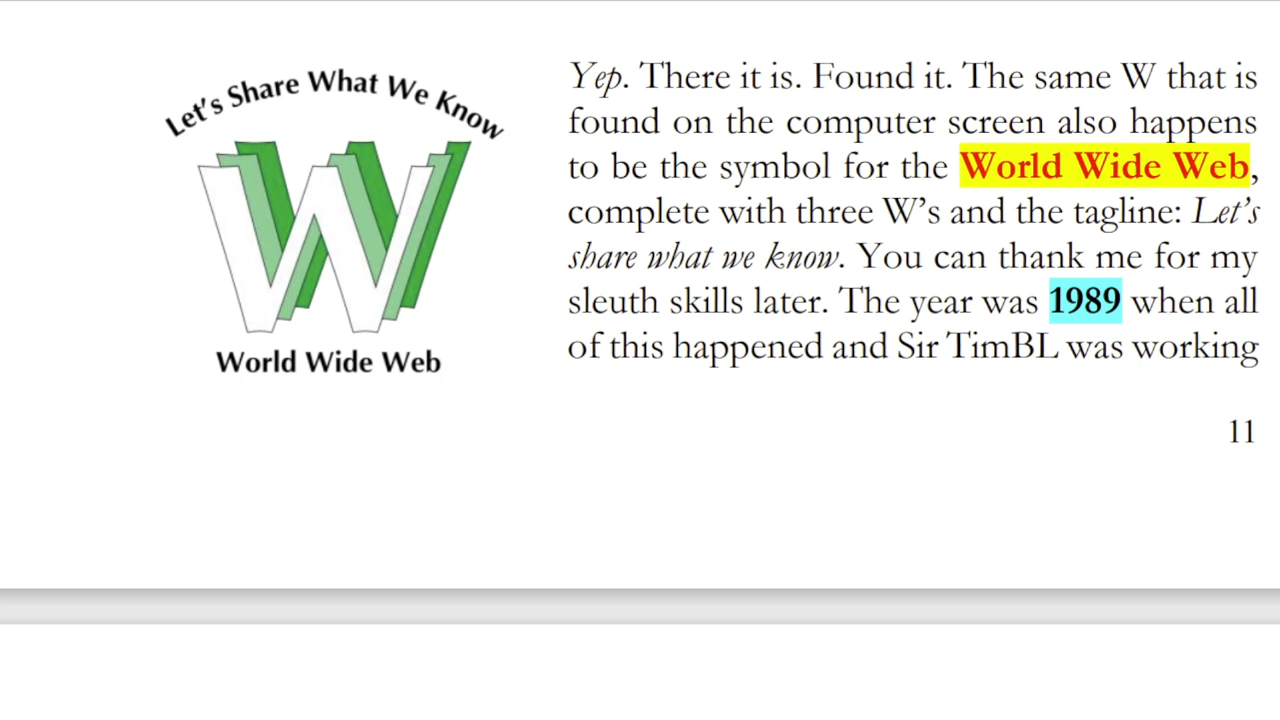 Let's Share What We Know
World Wide Web
Yep. There it is. Found it. The same W that is
found on the computer screen also happens
to be the symbol for the World Wide Web,
complete with three W's and the tagline: Let's
share what we know. You can thank me for my
sleuth skills later. The year was 1989 when all
of this happened and Sir TimBL was working
11